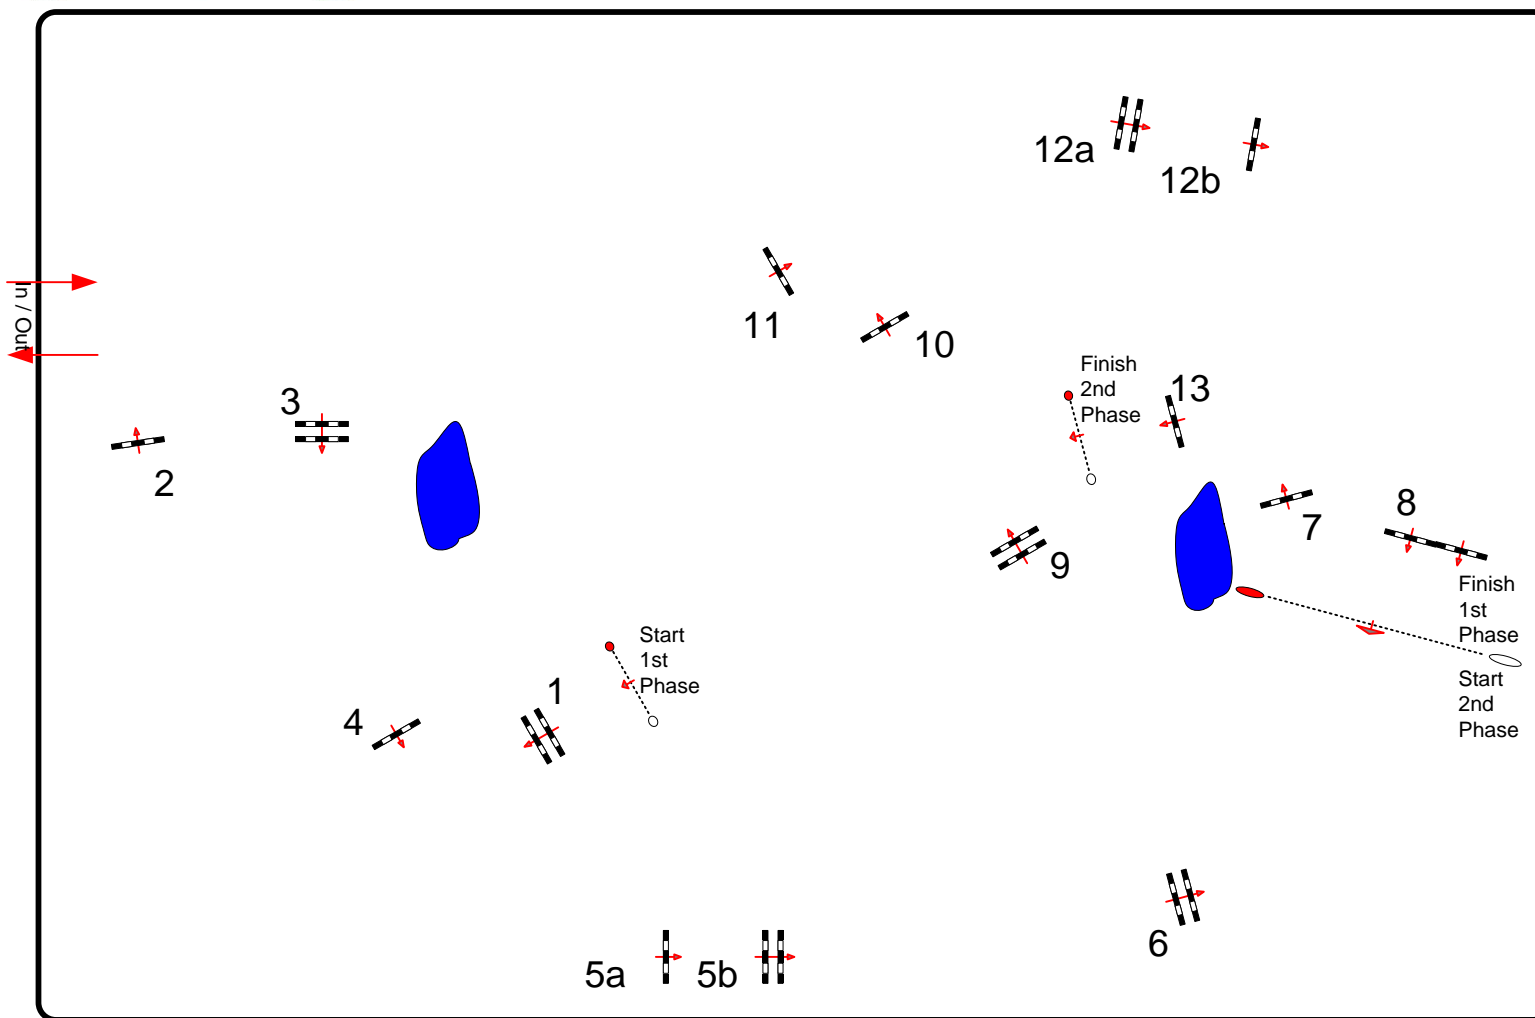 12a
12b
In / Out
11
10
Finish
2nd
Phase
13
3
2
8
7
9
Finish
1st
Phase
Start
1st
Phase
Start
2nd
Phase
1
4
6
5a
5b